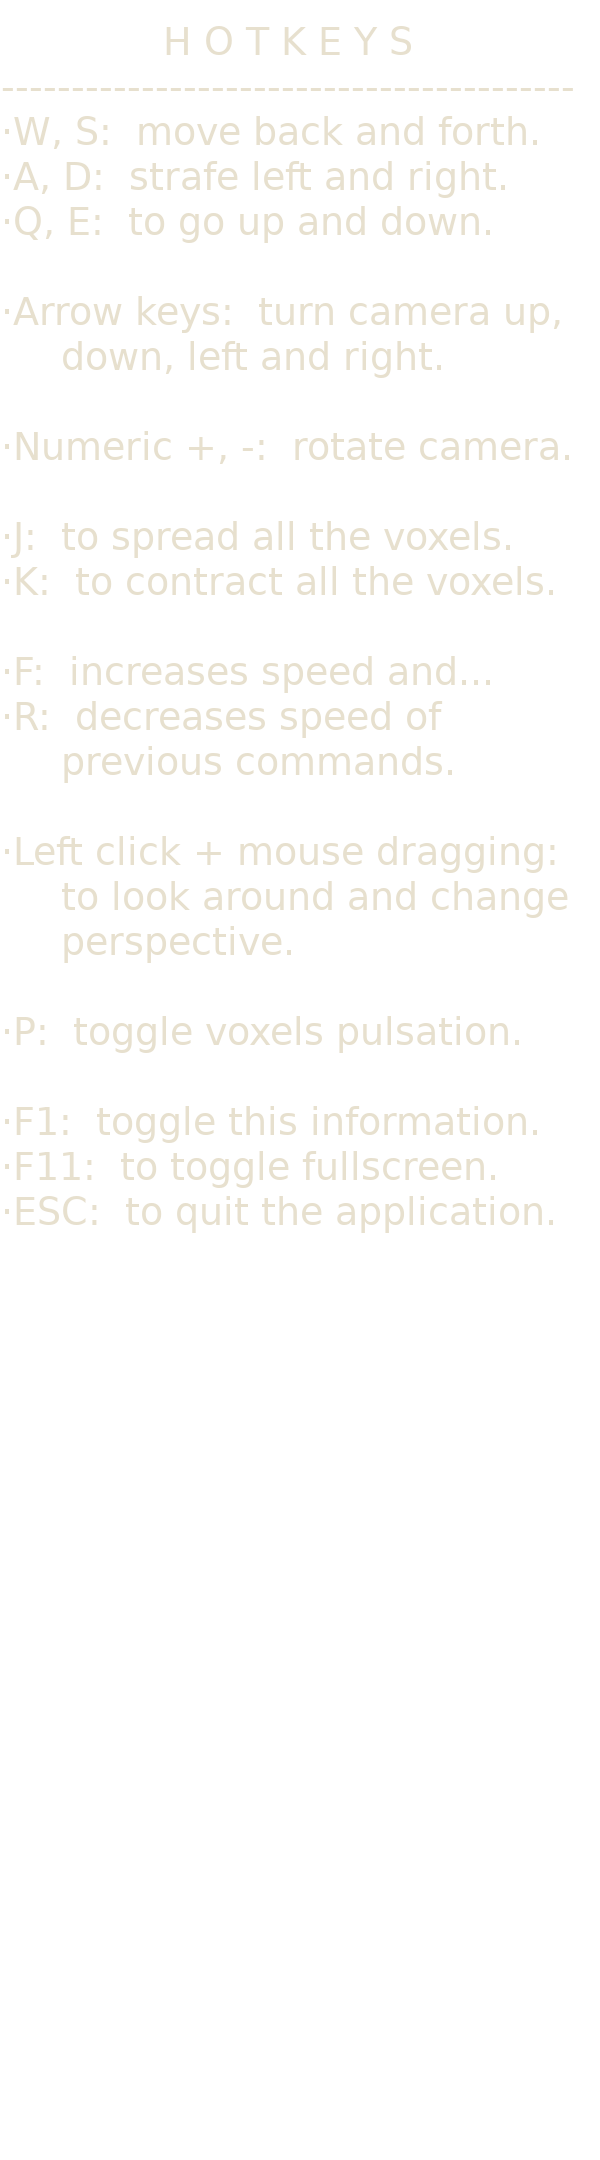 H O T K E Y S
-----------------------------------------
·W, S:  move back and forth.
·A, D:  strafe left and right.
·Q, E:  to go up and down.
·Arrow keys:  turn camera up,
down, left and right.
·Numeric +, -:  rotate camera.
·J:  to spread all the voxels.
·K:  to contract all the voxels.
·F:  increases speed and...
·R:  decreases speed of
previous commands.
·Left click + mouse dragging:
to look around and change
perspective.
·P:  toggle voxels pulsation.
·F1:  toggle this information.
·F11:  to toggle fullscreen.
·ESC:  to quit the application.